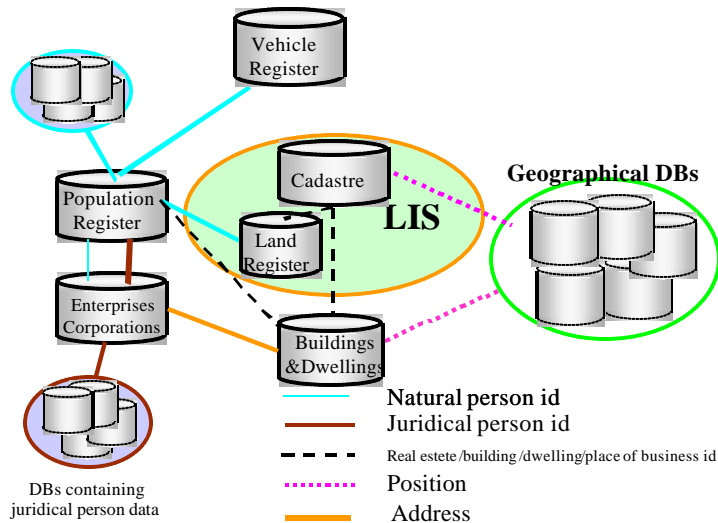 Vehicle
Register
Geographical DBs
Cadastre
Population
Register
LIS
Land
Register
Enterprises
Corporations
Buildings
&Dwellings
Natural person id
Juridical person id
Real estete/building/dwelling/place of business id
Position
Address
DBs containing
juridical person data